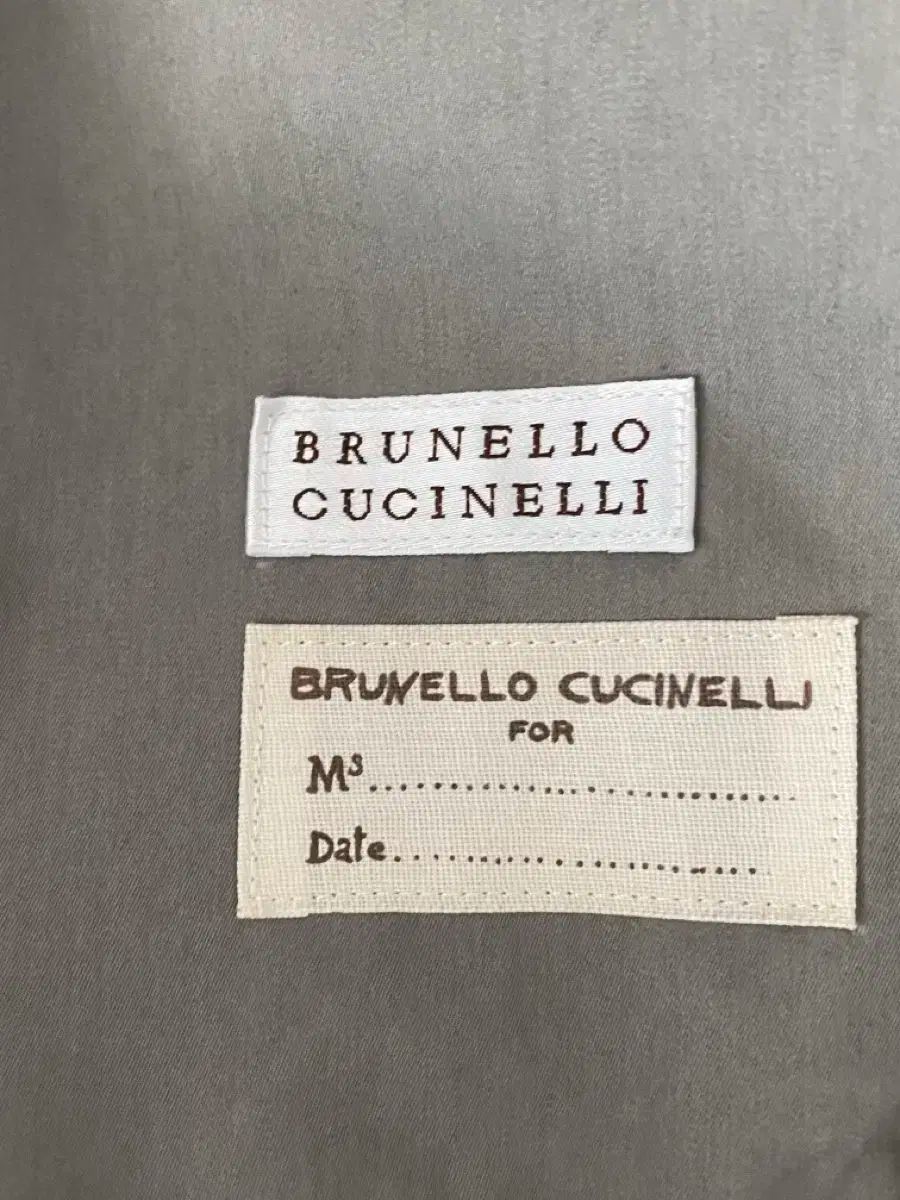 BRUNELLO
CUCINELLI
BRUNELLO CUCINELLI
FOR
Ms..............................
Date...........................